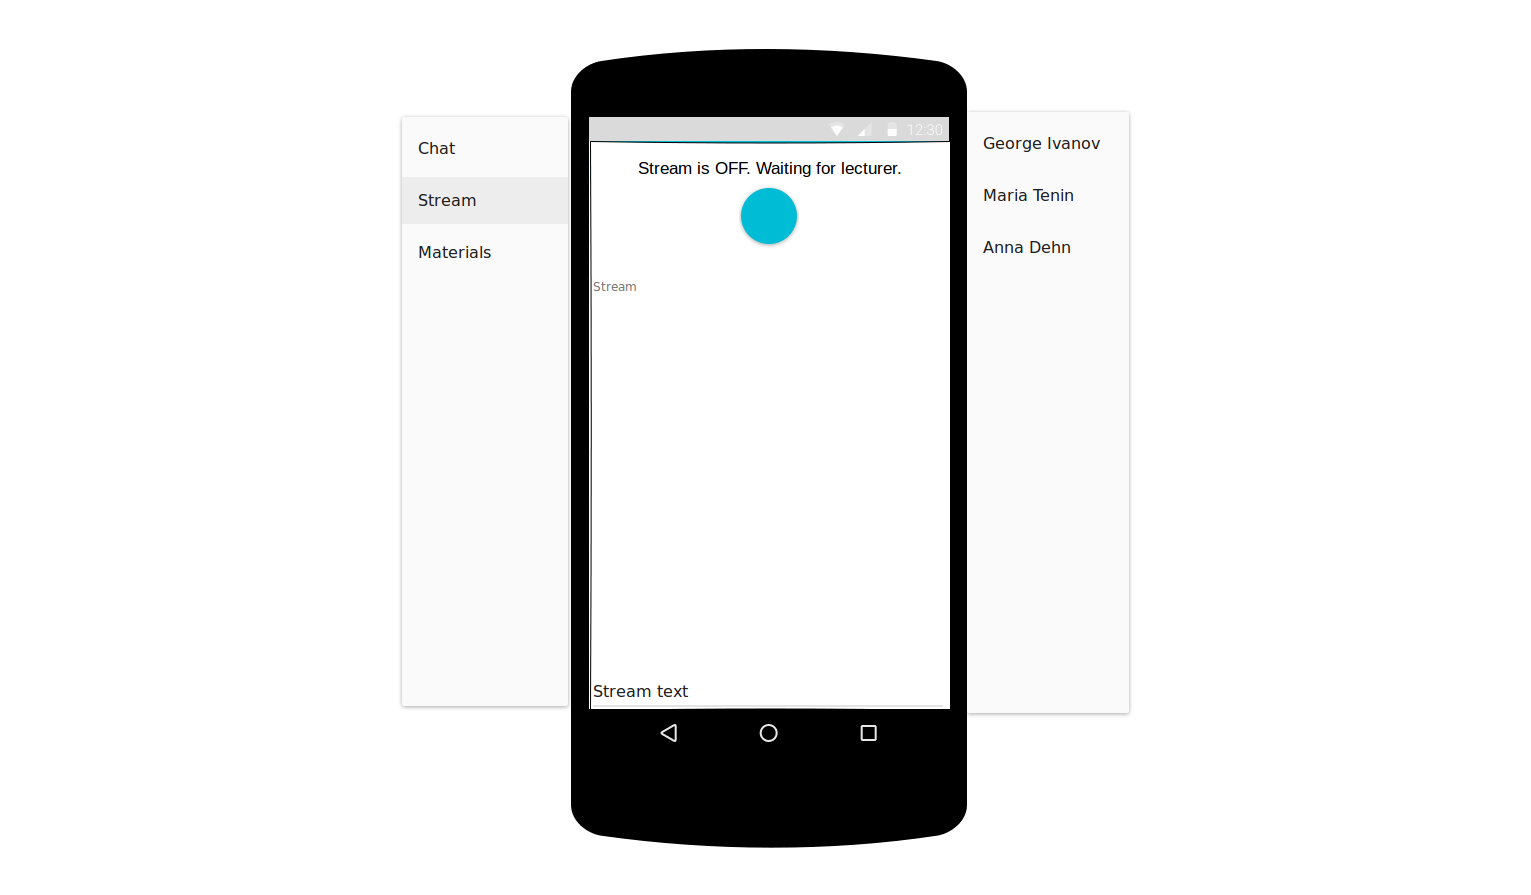 Chat
Stream
Materials
12:30
Stream is OFF. Waiting for lecturer.
Stream
Stream text
George Ivanov
Maria Tenin
Anna Dehn